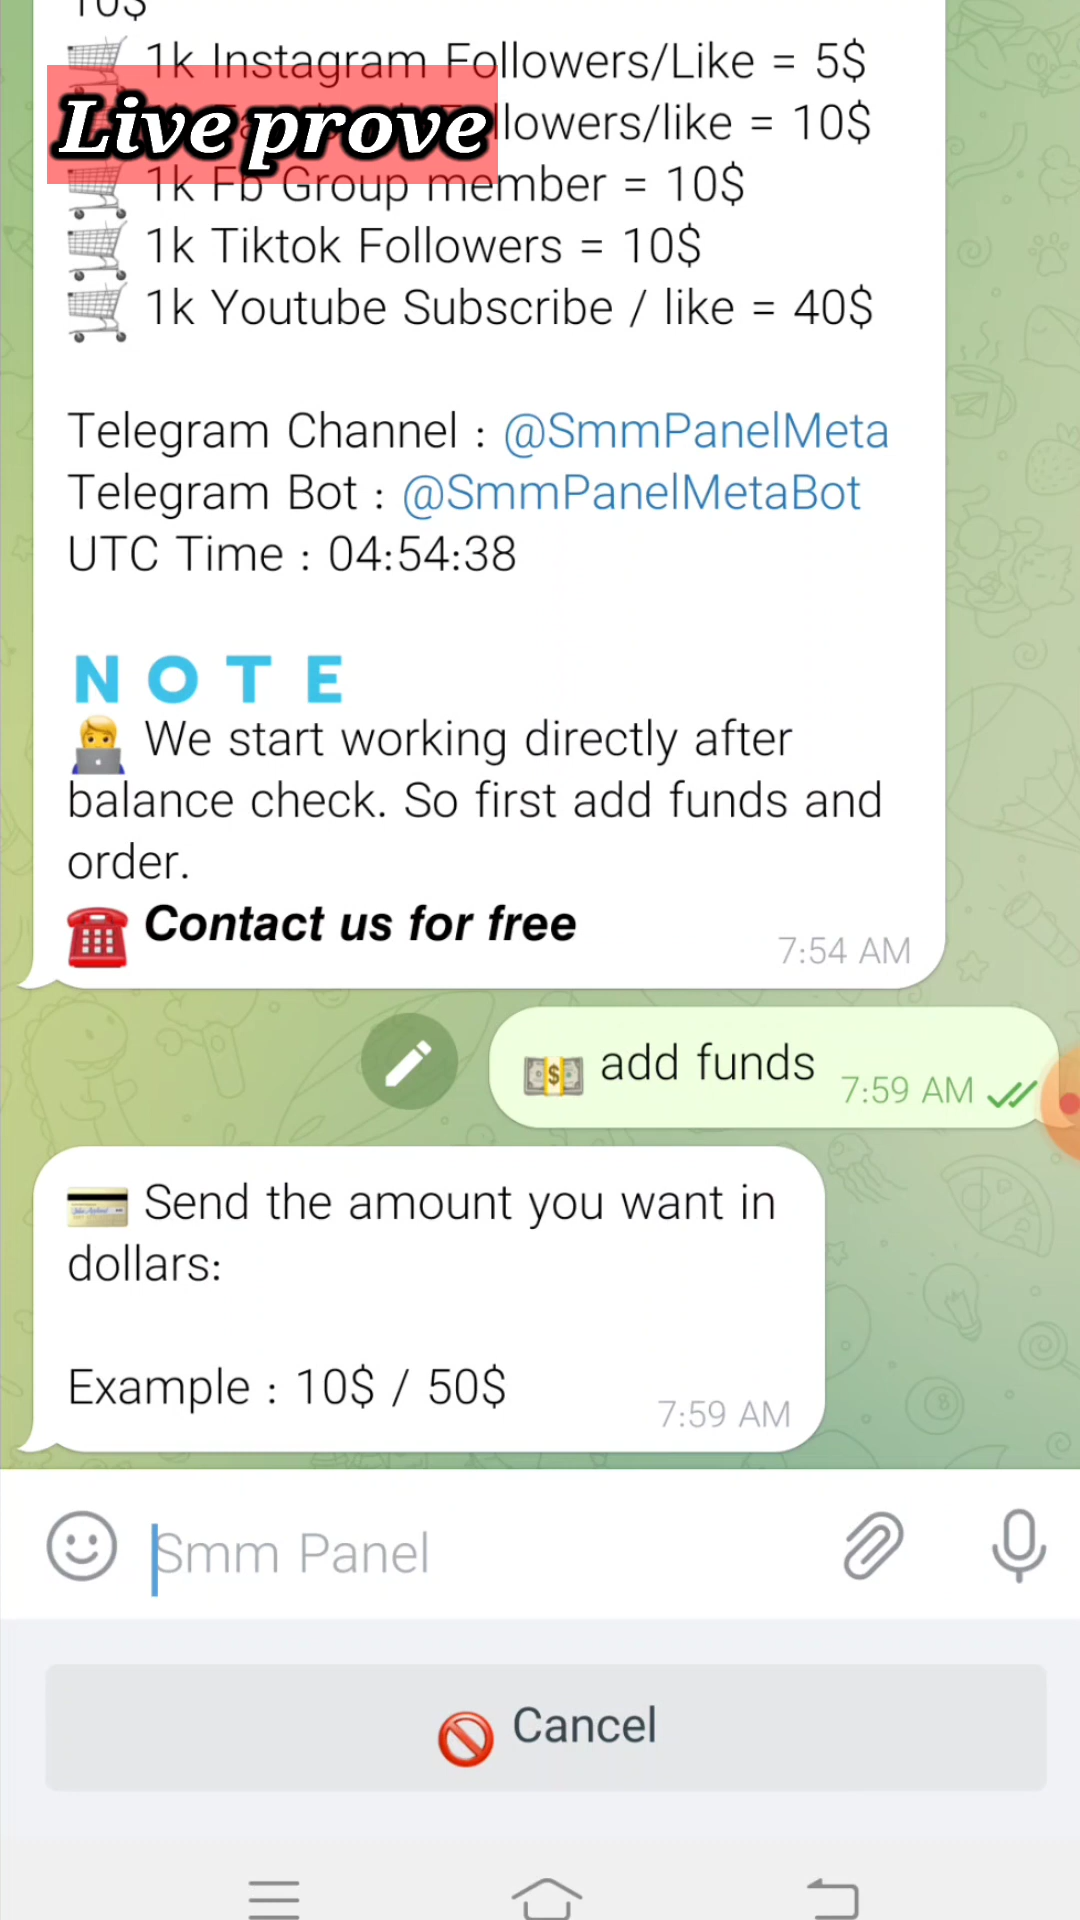 10$
🛒 1k Instagram Followers/Like = 5$
Live prove
llowers/like = 10$
🛒 1k Fb Group member = 10$
🛒 1k Tiktok Followers = 10$
🛒 1k Youtube Subscribe / like = 40$
Telegram Channel : @SmmPanelMeta
Telegram Bot : @SmmPanelMetaBot
UTC Time : 04:54:38
N O T E
👨‍💻 We start working directly after
balance check. So first add funds and
order.
☎️ Contact us for free
7:54 AM
💵 add funds
7:59 AM
💳 Send the amount you want in
dollars:
Example : 10$ / 50$
7:59 AM
Smm Panel
🚫 Cancel